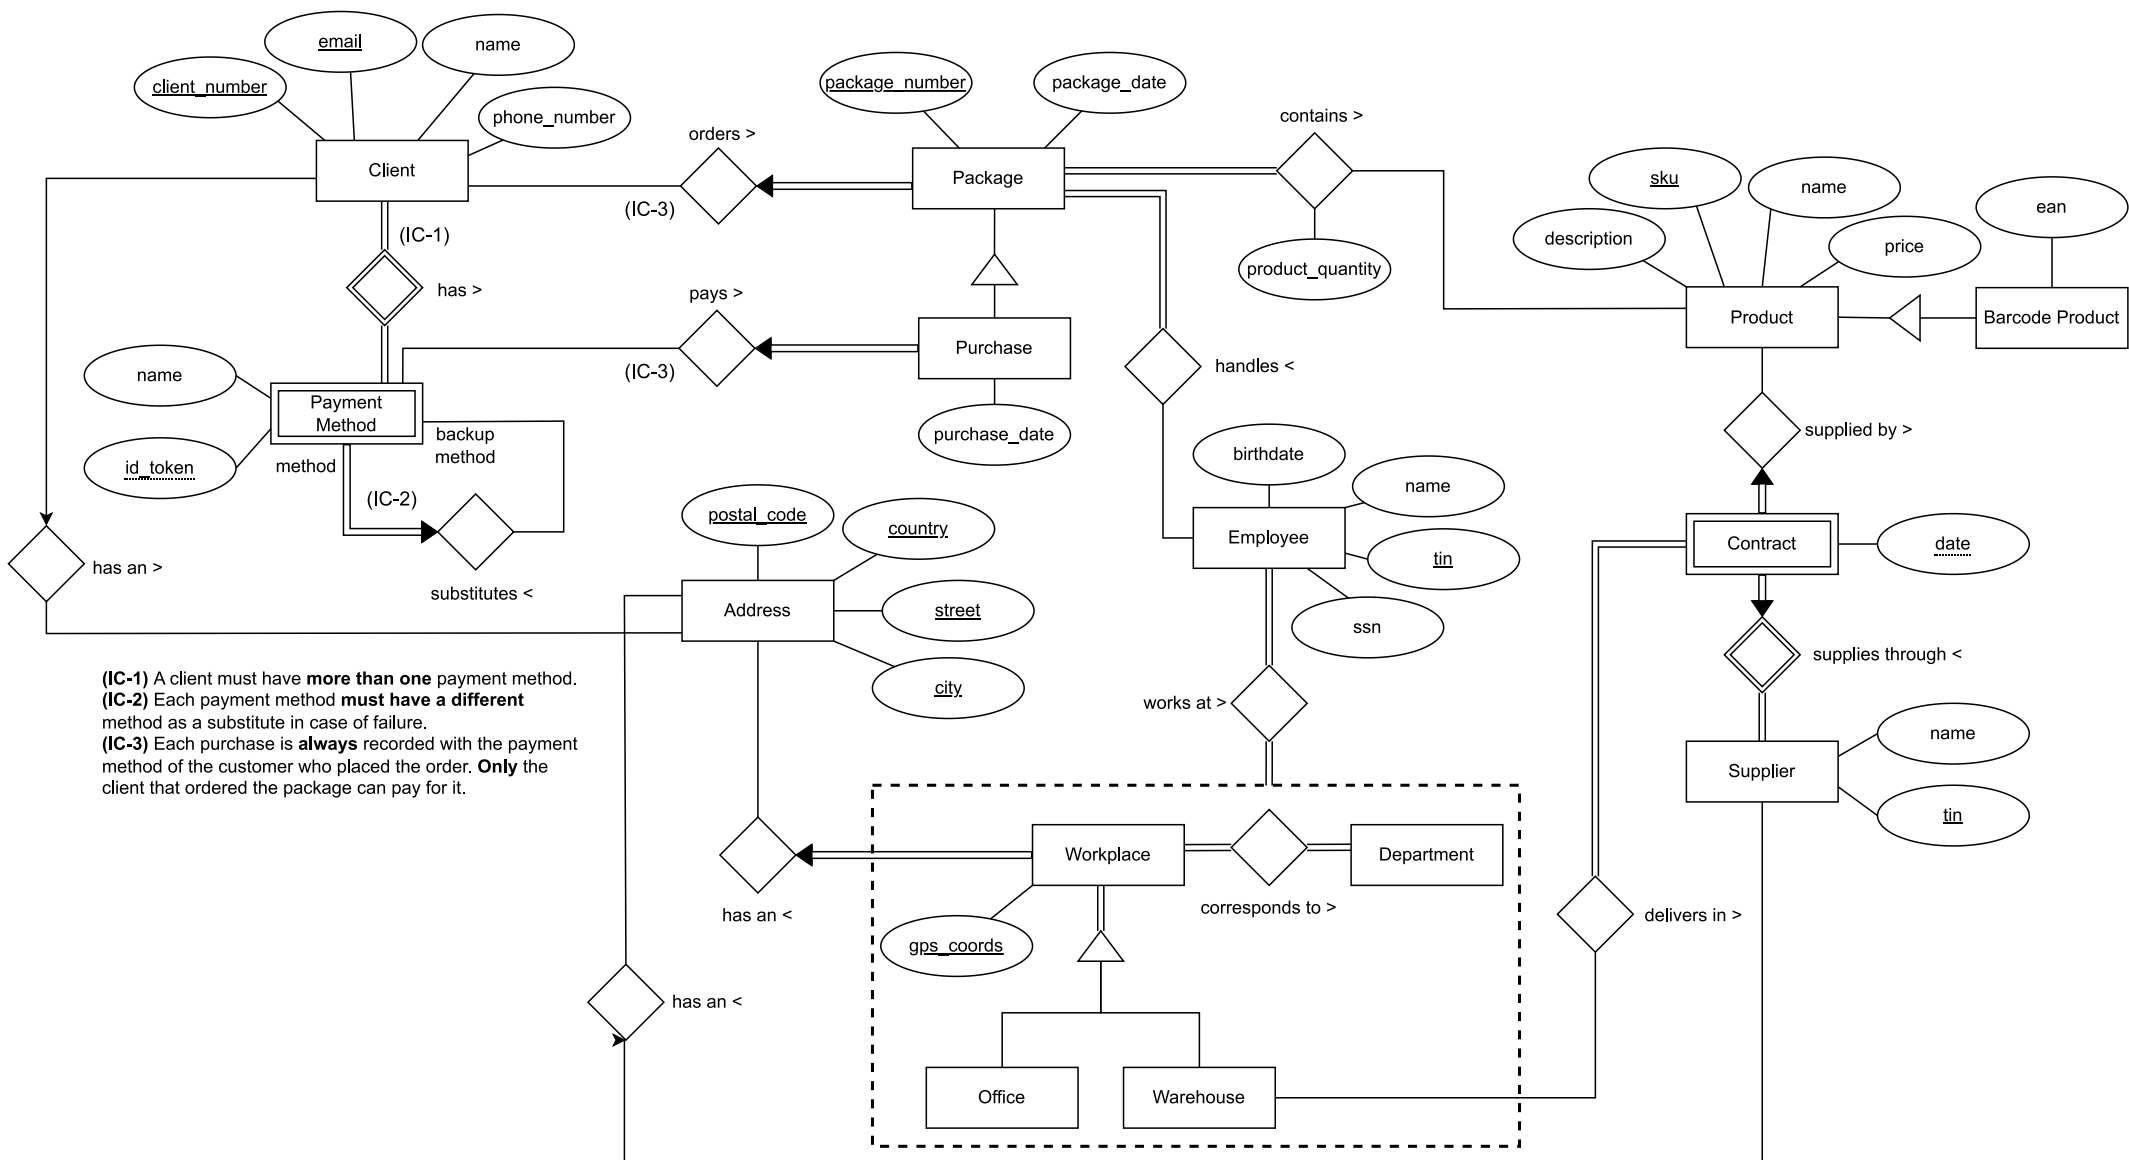 email
name
client_number
phone_number
Client
package_number
package_date
Package
orders >
(IC-3)
contains >
product_quantity
sku
name
description
price
ean
Product
Barcode Product
(IC-1)
has >
pays >
(IC-3)
Purchase
purchase_date
handles <
name
id_token
Payment
Method
backup
method
method
(IC-2)
substitutes <
has an >
supplied by >
birthdate
name
tin
ssn
Employee
postal_code
country
street
city
Address
Contract
date
supplies through <
works at >
(IC-1) A client must have more than one payment method.
(IC-2) Each payment method must have a different
method as a substitute in case of failure.
(IC-3) Each purchase is always recorded with the payment
method of the customer who placed the order. Only the
client that ordered the package can pay for it.
name
Supplier
tin
Workplace
Department
corresponds to >
has an <
gps_coords
delivers in >
has an <
Office
Warehouse